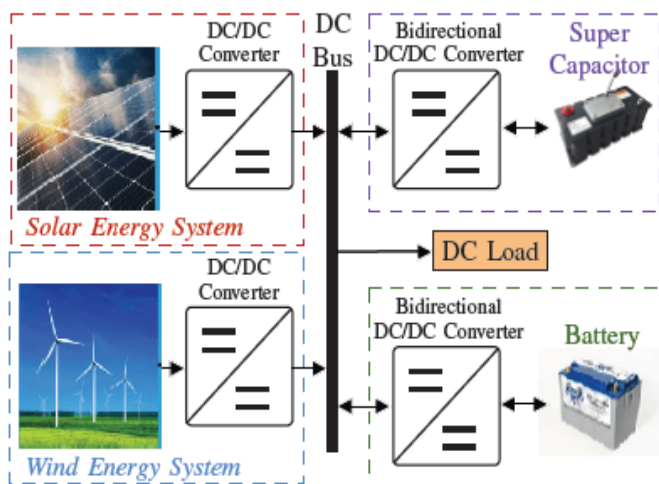 DC/DC
Converter
Solar Energy System
DC
Bus
Bidirectional
DC/DC Converter
Super
Capacitor
DC Load
DC/DC
Converter
Wind Energy System
Bidirectional
DC/DC Converter
Battery